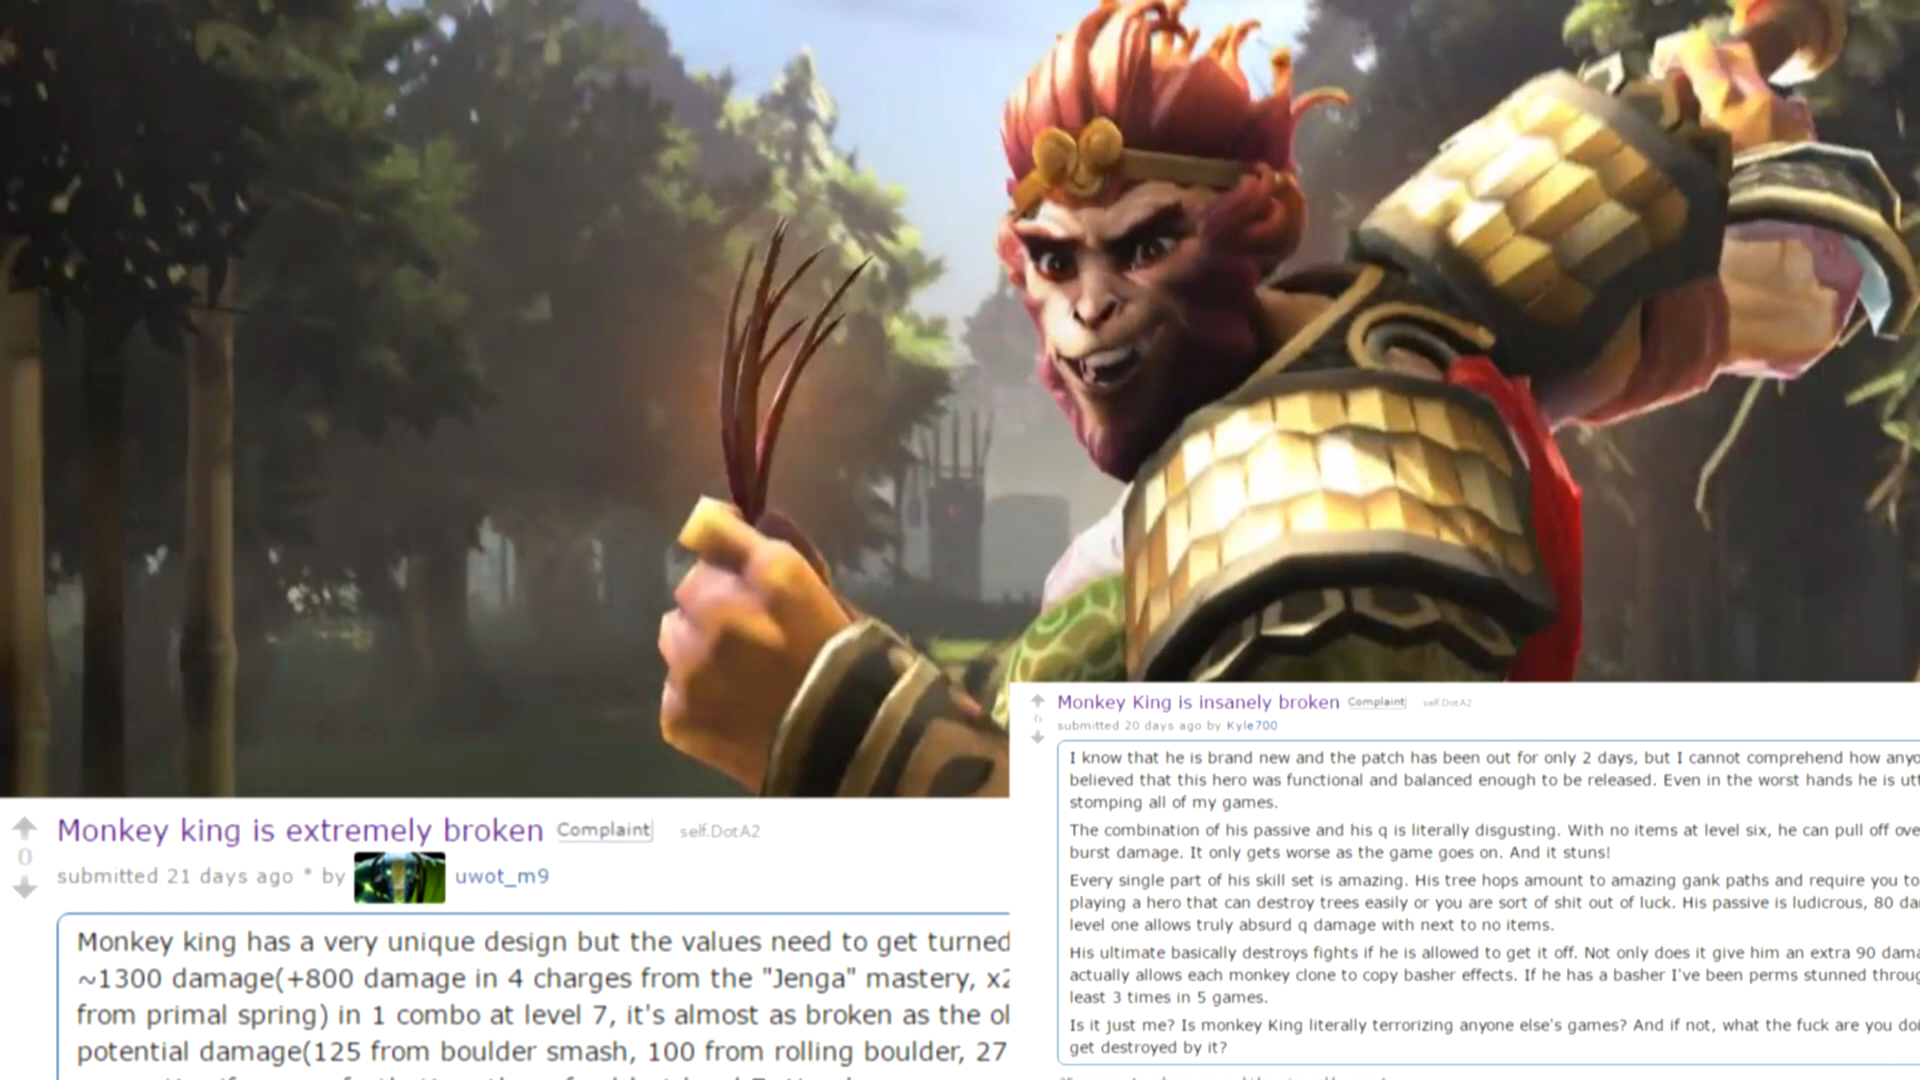 Monkey king is extremely broken Complaint self.DotA2
0
submitted 21 days ago * by uwot_m9
Monkey king has a very unique design but the values need to get turned
~1300 damage(+800 damage in 4 charges from the "Jenga" mastery, x2
from primal spring) in 1 combo at level 7, it's almost as broken as the ol
potential damage(125 from boulder smash, 100 from rolling boulder, 27
Monkey King is insanely broken Complaint self.DotA2
6
submitted 20 days ago by Kyle700
I know that he is brand new and the patch has been out for only 2 days, but I cannot comprehend how anyo
believed that this hero was functional and balanced enough to be released. Even in the worst hands he is utt
stomping all of my games.
The combination of his passive and his q is literally disgusting. With no items at level six, he can pull off ove
burst damage. It only gets worse as the game goes on. And it stuns!
Every single part of his skill set is amazing. His tree hops amount to amazing gank paths and require you to
playing a hero that can destroy trees easily or you are sort of shit out of luck. His passive is ludicrous, 80 da
level one allows truly absurd q damage with next to no items.
His ultimate basically destroys fights if he is allowed to get it off. Not only does it give him an extra 90 dama
actually allows each monkey clone to copy basher effects. If he has a basher I've been perms stunned throug
least 3 times in 5 games.
Is it just me? Is monkey King literally terrorizing anyone else's games? And if not, what the fuck are you doi
get destroyed by it?